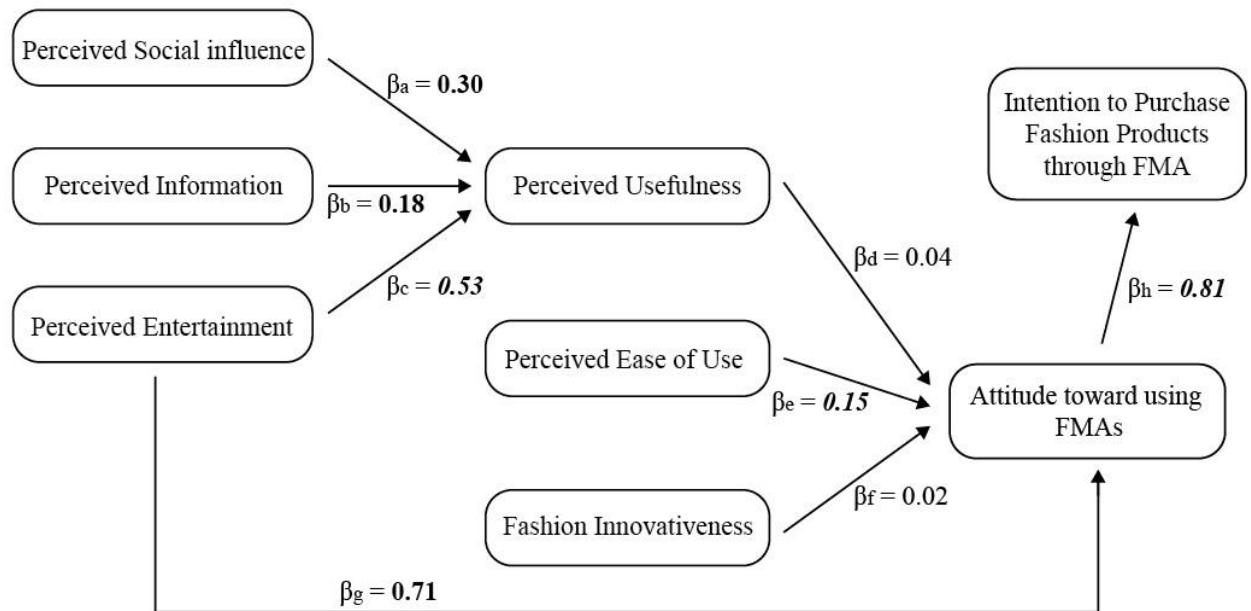 Perceived Social influence
βa = 0.30
Intention to Purchase
Fashion Products
through FMA
Perceived Information
βb = 0.18
Perceived Usefulness
βc = 0.53
βd = 0.04
βh = 0.81
Perceived Entertainment
Perceived Ease of Use
βe = 0.15
Attitude toward using
FMAs
Fashion Innovativeness
βf = 0.02
βg = 0.71